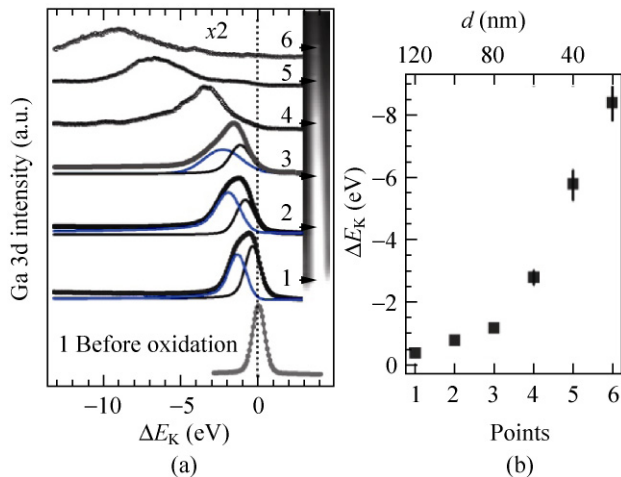 x2
6
5
4
3
2
1
1 Before oxidation
Ga 3d intensity (a.u.)
−10 −5 0
ΔE_K (eV)
(a)
d (nm)
120 80 40
−8
−6
−4
−2
0
ΔE_K (eV)
1 2 3 4 5 6
Points
(b)